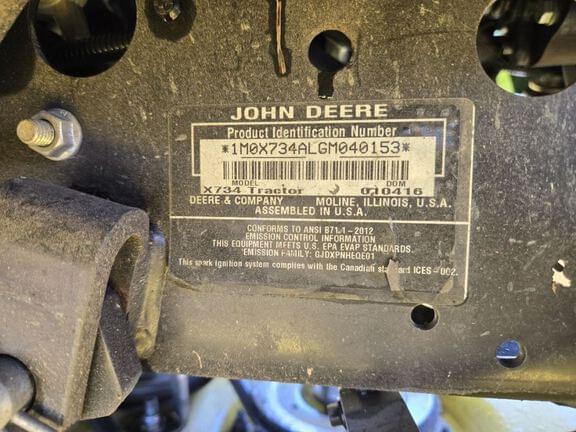 JOHN DEERE
Product Identification Number
*1M0X734ALGM040153*
MODEL DOM
X734 Tractor 010416
DEERE & COMPANY MOLINE, ILLINOIS, U.S.A.
ASSEMBLED IN U.S.A.
CONFORMS TO ANSI B71.1-2012
EMISSION CONTROL INFORMATION
THIS EQUIPMENT MEETS U.S. EPA EVAP STANDARDS.
EMISSION FAMILY: GJDXPNHEQE01
This spark ignition system complies with the Canadian standard ICES-002.